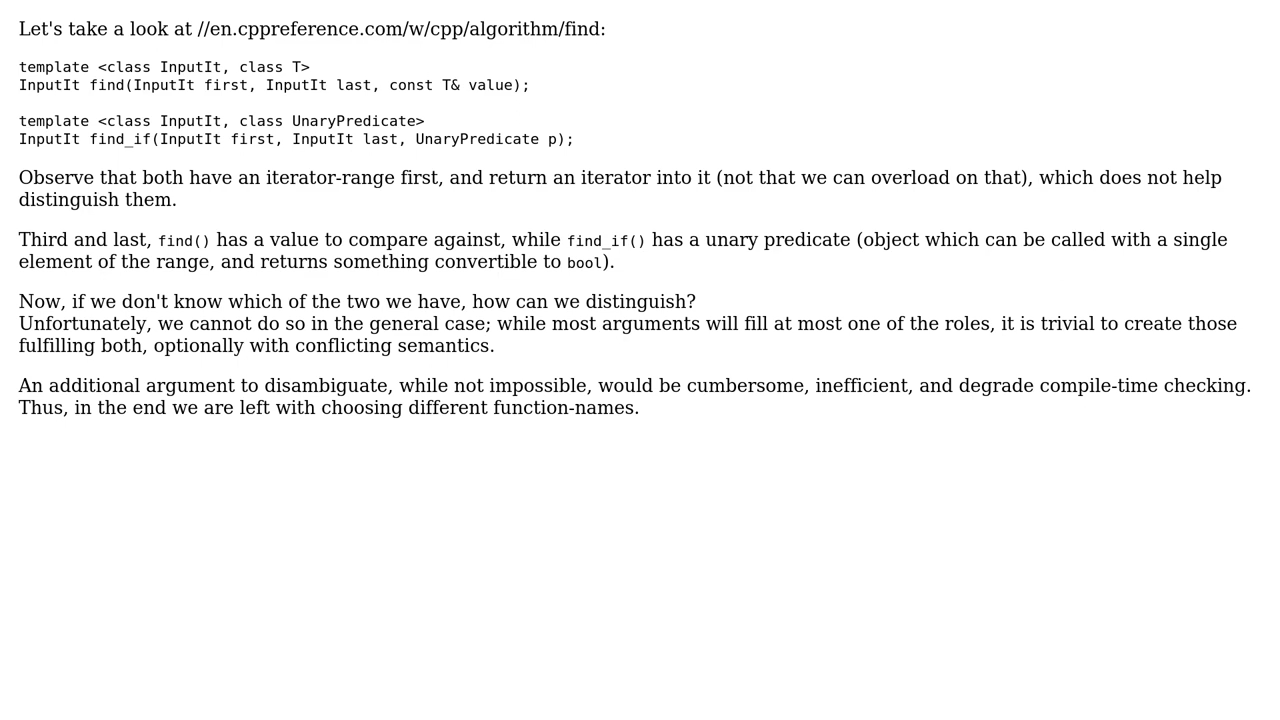 Let's take a look at //en.cppreference.com/w/cpp/algorithm/find:
template <class InputIt, class T>
InputIt find(InputIt first, InputIt last, const T& value);
template <class InputIt, class UnaryPredicate>
InputIt find_if(InputIt first, InputIt last, UnaryPredicate p);
Observe that both have an iterator-range first, and return an iterator into it (not that we can overload on that), which does not help
distinguish them.
Third and last, find() has a value to compare against, while find_if() has a unary predicate (object which can be called with a single
element of the range, and returns something convertible to bool).
Now, if we don't know which of the two we have, how can we distinguish?
Unfortunately, we cannot do so in the general case; while most arguments will fill at most one of the roles, it is trivial to create those
fulfilling both, optionally with conflicting semantics.
An additional argument to disambiguate, while not impossible, would be cumbersome, inefficient, and degrade compile-time checking.
Thus, in the end we are left with choosing different function-names.